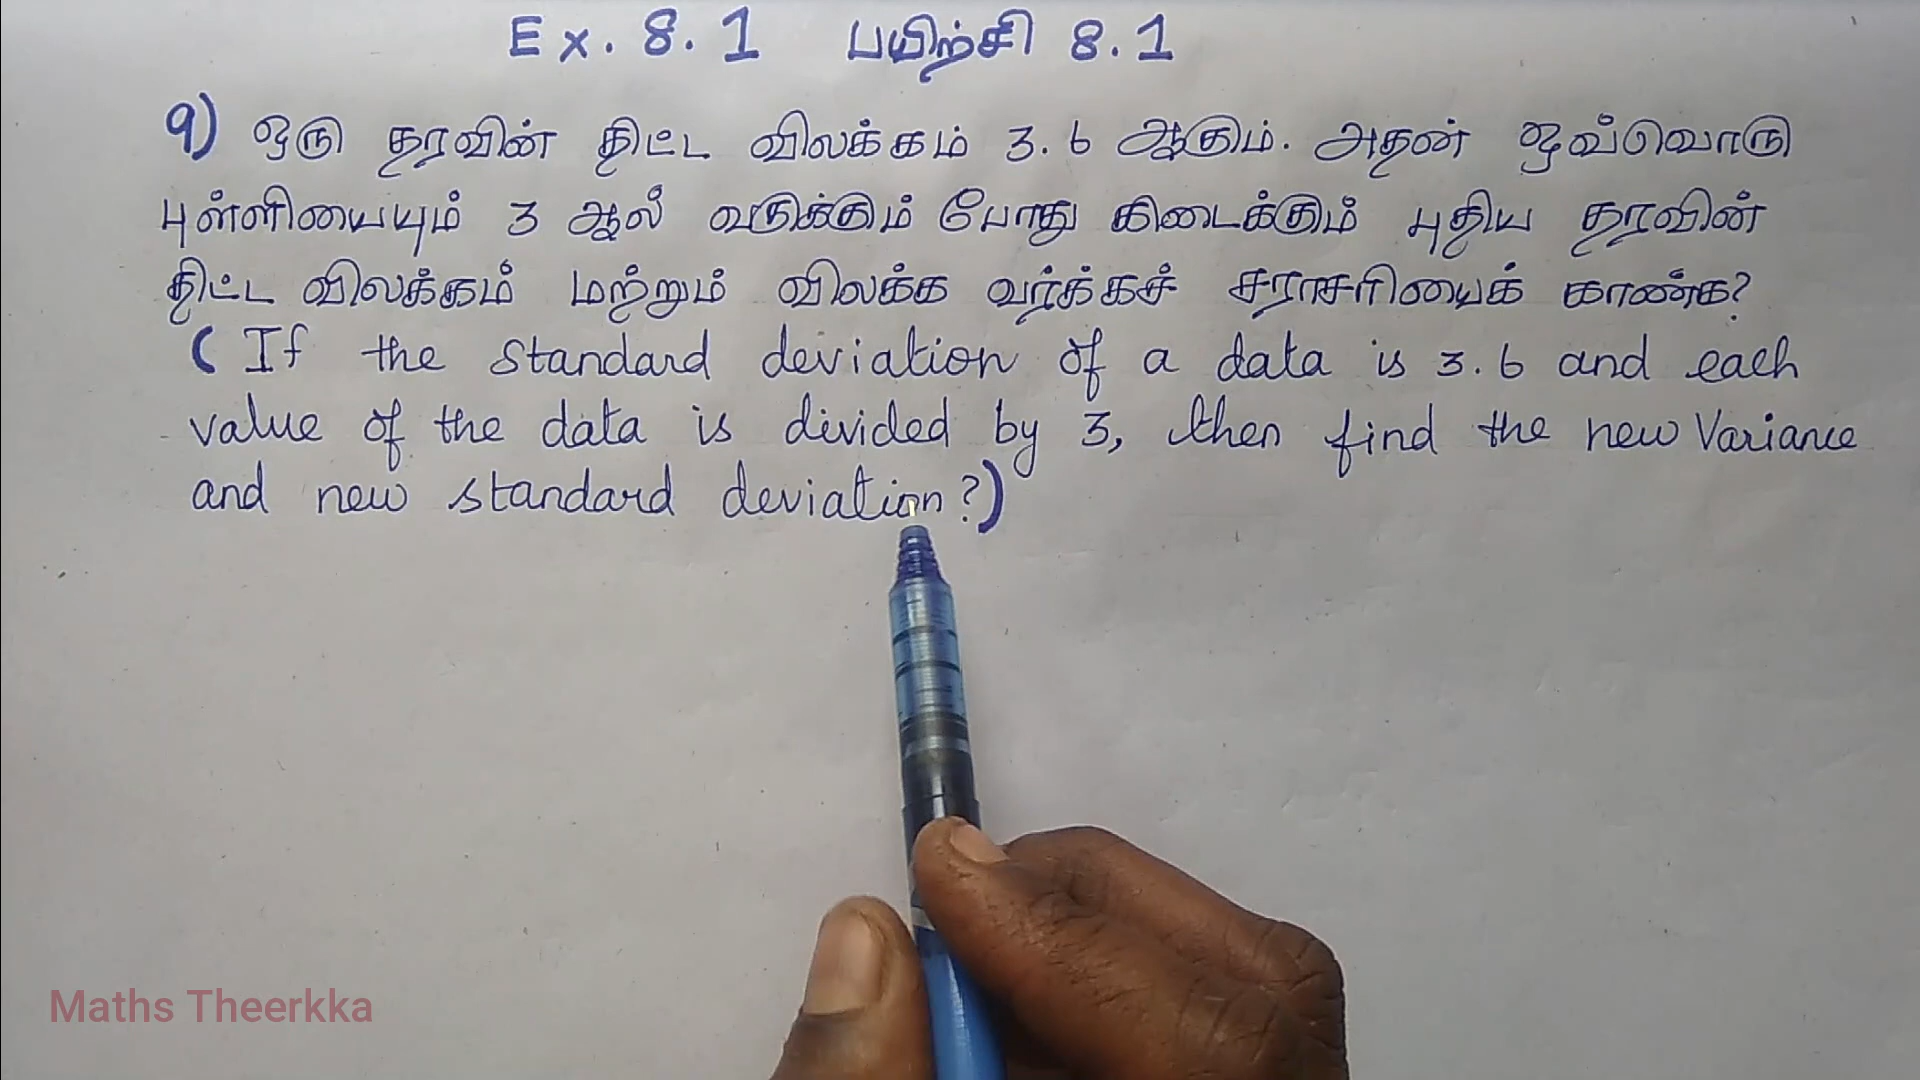 Ex. 8.1 பயிற்சி 8.1
9) ஒரு தரவின் திட்ட விலக்கம் 3.6 ஆகும். அதன் ஒவ்வொரு
புள்ளியையும் 3 ஆல் வகுக்கும் போது கிடைக்கும் புதிய தரவின்
திட்ட விலக்கம் மற்றும் விலக்க வர்க்கச் சராசரியைக் காண்க?
( If the standard deviation of a data is 3.6 and each
value of the data is divided by 3, then find the new Variance
and new standard deviation?)
Maths Theerkka